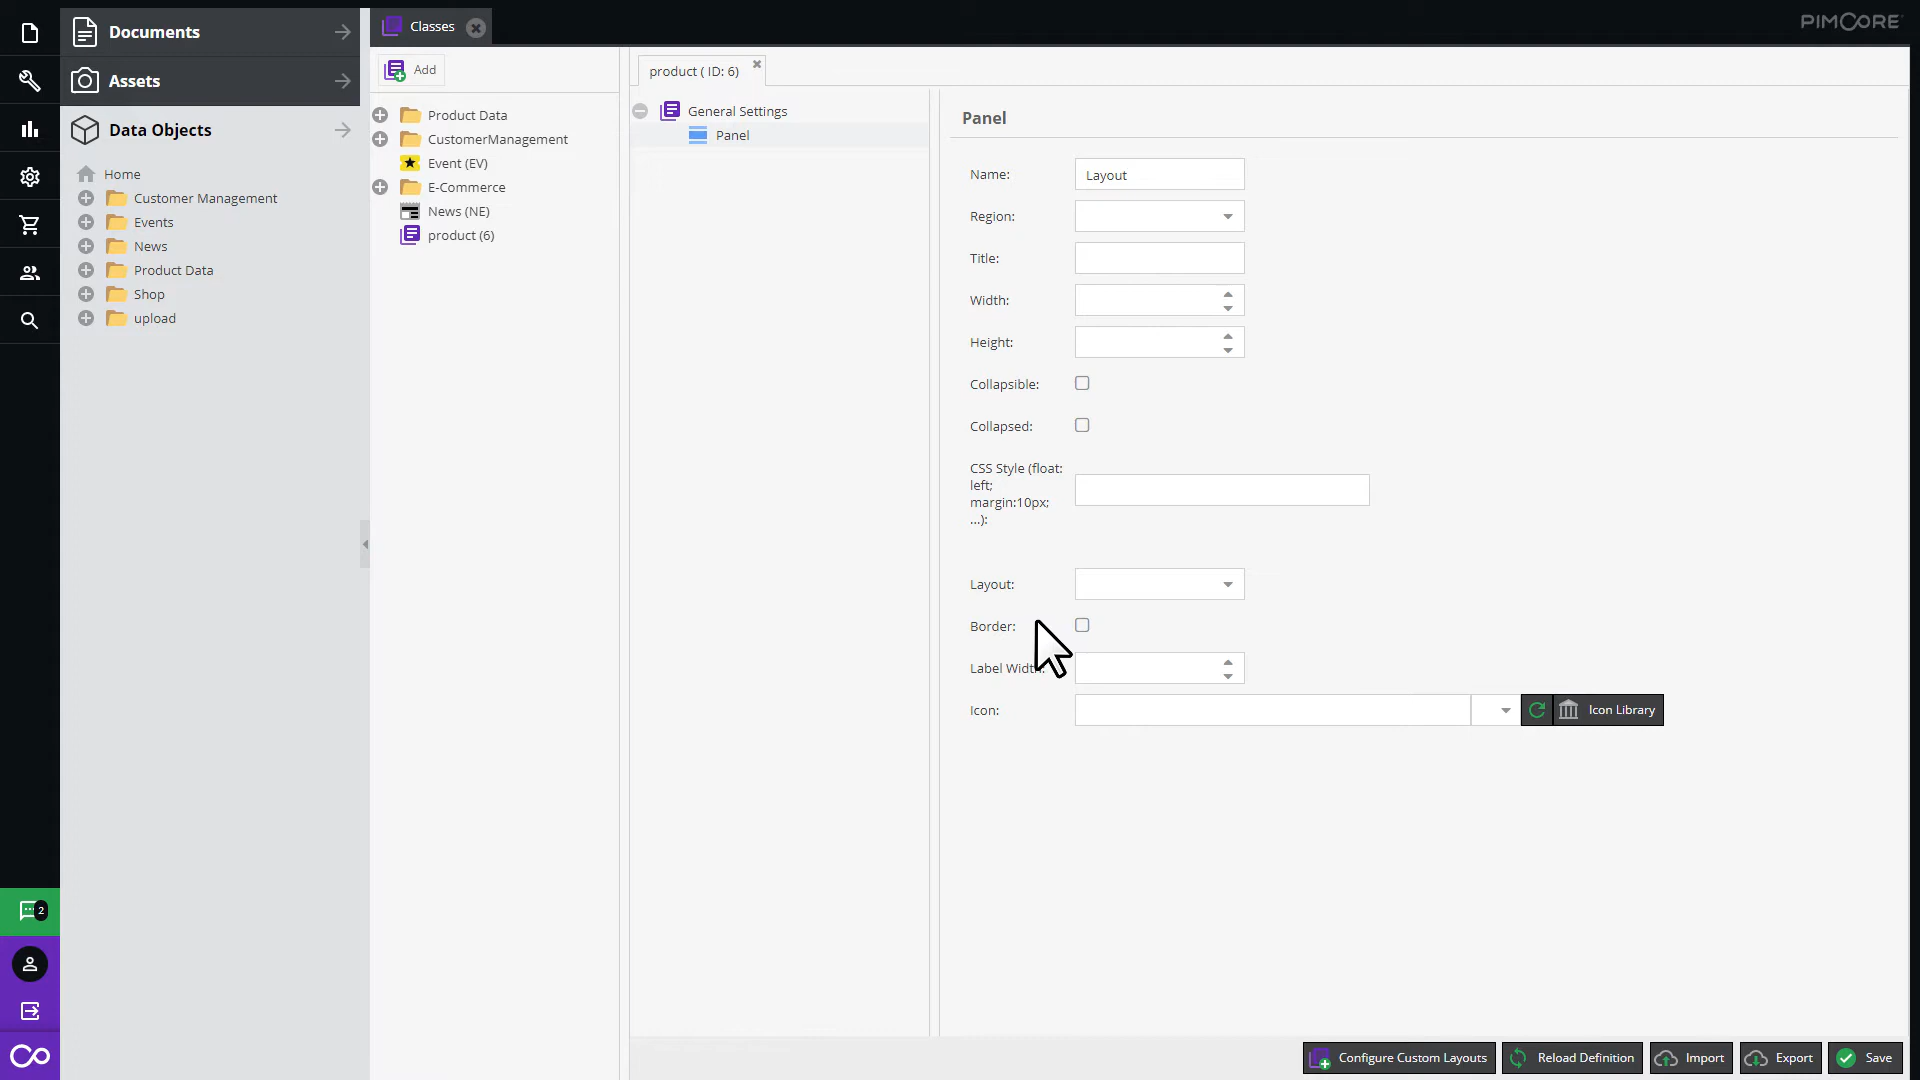 Documents
Assets
Data Objects
Home
Customer Management
Events
News
Product Data
Shop
upload
2
Classes
PIMCORE
Add
Product Data
CustomerManagement
Event (EV)
E-Commerce
News (NE)
product (6)
product ( ID: 6)
General Settings
Panel
Panel
Name: Layout
Region:
Title:
Width:
Height:
Collapsible:
Collapsed:
CSS Style (float:
left;
margin:10px;
...):
Layout:
Border:
Label Width:
Icon:
Icon Library
Configure Custom Layouts
Reload Definition
Import
Export
Save